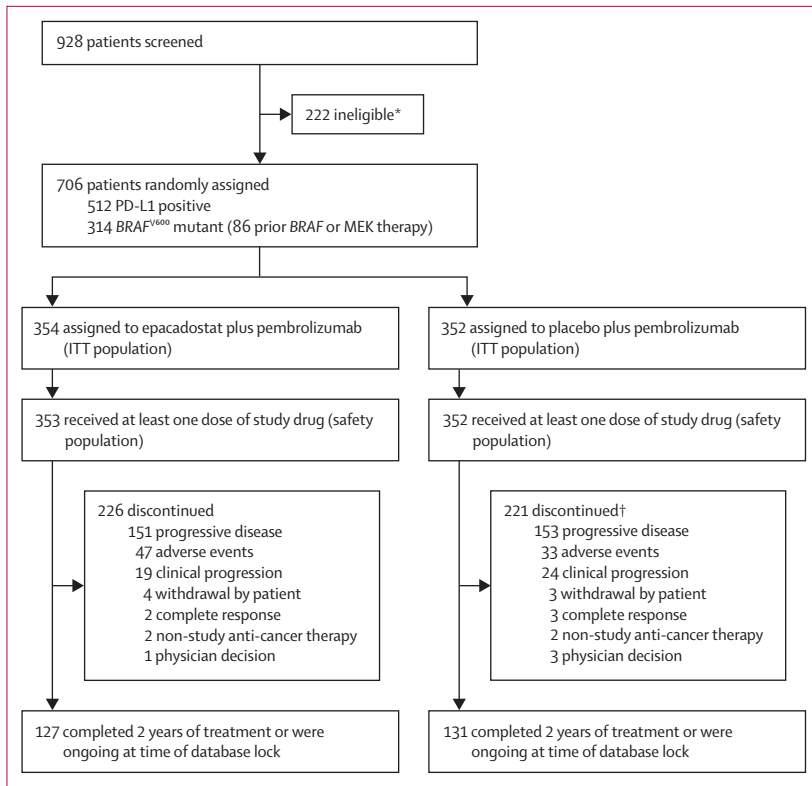 928 patients screened
222 ineligible*
706 patients randomly assigned
512 PD-L1 positive
314 BRAFV600 mutant (86 prior BRAF or MEK therapy)
354 assigned to epacadostat plus pembrolizumab
(ITT population)
352 assigned to placebo plus pembrolizumab
(ITT population)
353 received at least one dose of study drug (safety
population)
352 received at least one dose of study drug (safety
population)
226 discontinued
151 progressive disease
47 adverse events
19 clinical progression
4 withdrawal by patient
2 complete response
2 non-study anti-cancer therapy
1 physician decision
221 discontinued†
153 progressive disease
33 adverse events
24 clinical progression
3 withdrawal by patient
3 complete response
2 non-study anti-cancer therapy
3 physician decision
127 completed 2 years of treatment or were
ongoing at time of database lock
131 completed 2 years of treatment or were
ongoing at time of database lock